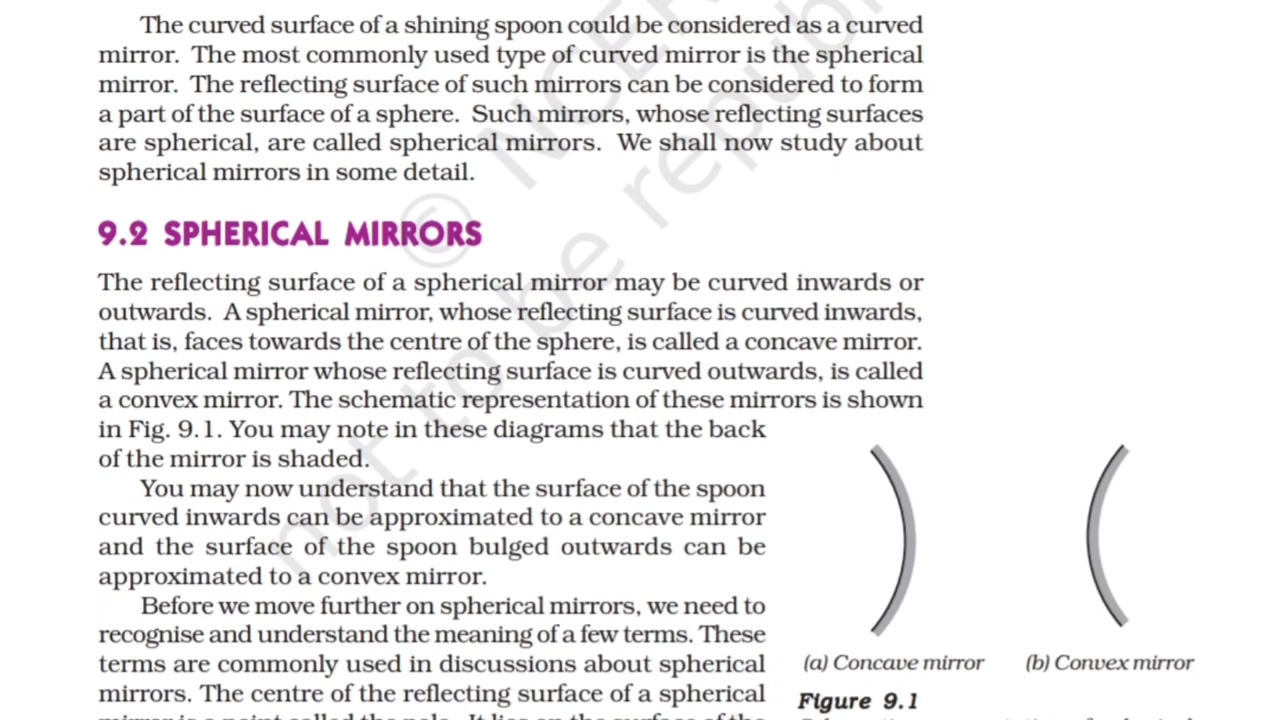 The curved surface of a shining spoon could be considered as a curved
mirror. The most commonly used type of curved mirror is the spherical
mirror. The reflecting surface of such mirrors can be considered to form
a part of the surface of a sphere. Such mirrors, whose reflecting surfaces
are spherical, are called spherical mirrors. We shall now study about
spherical mirrors in some detail.
9.2 SPHERICAL MIRRORS
The reflecting surface of a spherical mirror may be curved inwards or
outwards. A spherical mirror, whose reflecting surface is curved inwards,
that is, faces towards the centre of the sphere, is called a concave mirror.
A spherical mirror whose reflecting surface is curved outwards, is called
a convex mirror. The schematic representation of these mirrors is shown
in Fig. 9.1. You may note in these diagrams that the back
of the mirror is shaded.
You may now understand that the surface of the spoon
curved inwards can be approximated to a concave mirror
and the surface of the spoon bulged outwards can be
approximated to a convex mirror.
Before we move further on spherical mirrors, we need to
recognise and understand the meaning of a few terms. These
terms are commonly used in discussions about spherical
mirrors. The centre of the reflecting surface of a spherical
(a) Concave mirror (b) Convex mirror
Figure 9.1
© NCER
not to be republi